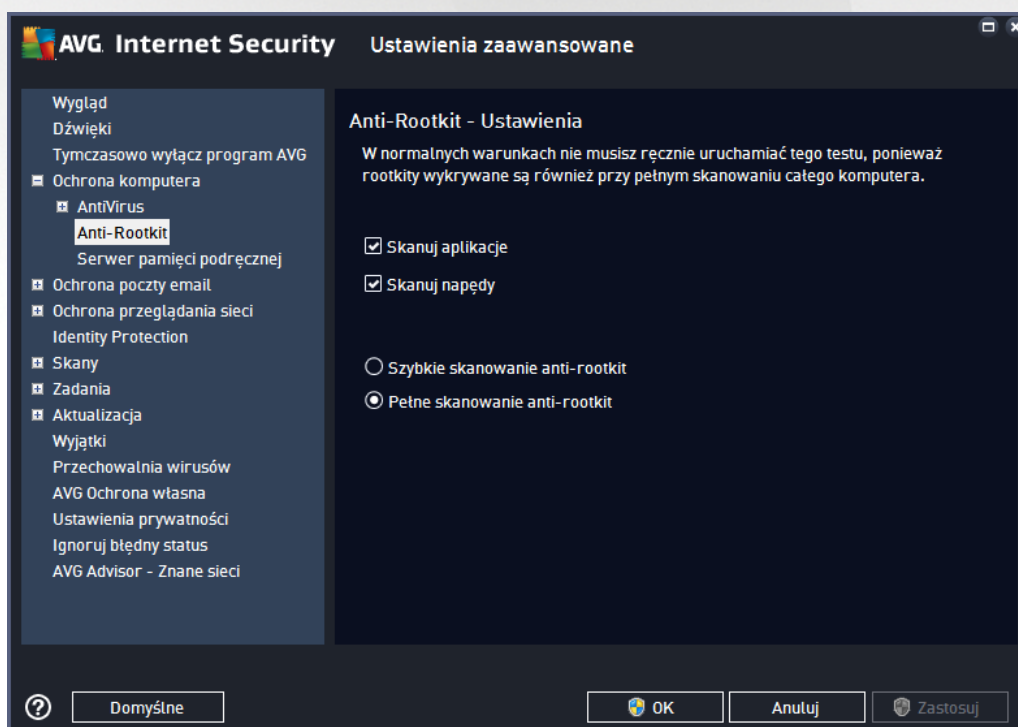 AVG. Internet Security
Ustawienia zaawansowane
Wygląd
Dźwięki
Tymczasowo wyłącz program AVG
Ochrona komputera
AntiVirus
Anti-Rootkit
Serwer pamięci podręcznej
Ochrona poczty email
Ochrona przeglądania sieci
Identity Protection
Skany
Zadania
Aktualizacja
Wyjątki
Przechowalnia wirusów
AVG Ochrona własna
Ustawienia prywatności
Ignoruj błędny status
AVG Advisor - Znane sieci
Anti-Rootkit - Ustawienia
W normalnych warunkach nie musisz ręcznie uruchamiać tego testu, ponieważ
rootkity wykrywane są również przy pełnym skanowaniu całego komputera.
Skanuj aplikacje
Skanuj napędy
Szybkie skanowanie anti-rootkit
Pełne skanowanie anti-rootkit
Domyślne
OK
Anuluj
Zastosuj